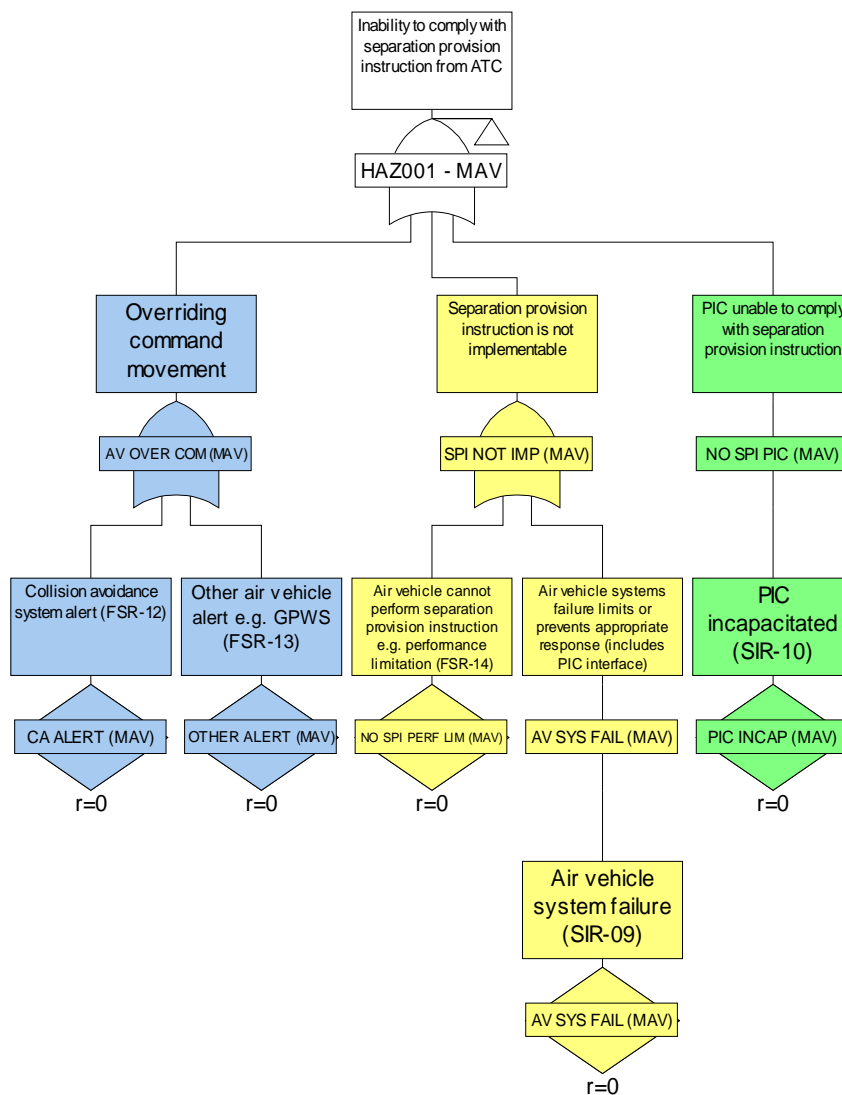 Inability to comply with
separation provision
instruction from ATC
HAZ001 - MAV
Overriding
command
movement
Separation provision
instruction is not
implementable
PIC unable to comply
with separation
provision instruction
AV OVER COM (MAV)
SPI NOT IMP (MAV)
NO SPI PIC (MAV)
Collision avoidance
system alert (FSR-12)
Other air vehicle
alert e.g. GPWS
(FSR-13)
Air vehicle cannot
perform separation
provision instruction
e.g. performance
limitation (FSR-14)
Air vehicle systems
failure limits or
prevents appropriate
response (includes
PIC interface)
PIC
incapacitated
(SIR-10)
CA ALERT (MAV)
OTHER ALERT (MAV)
NO SPI PERF LIM (MAV)
AV SYS FAIL (MAV)
PIC INCAP (MAV)
r=0
r=0
r=0
r=0
Air vehicle
system failure
(SIR-09)
AV SYS FAIL (MAV)
r=0